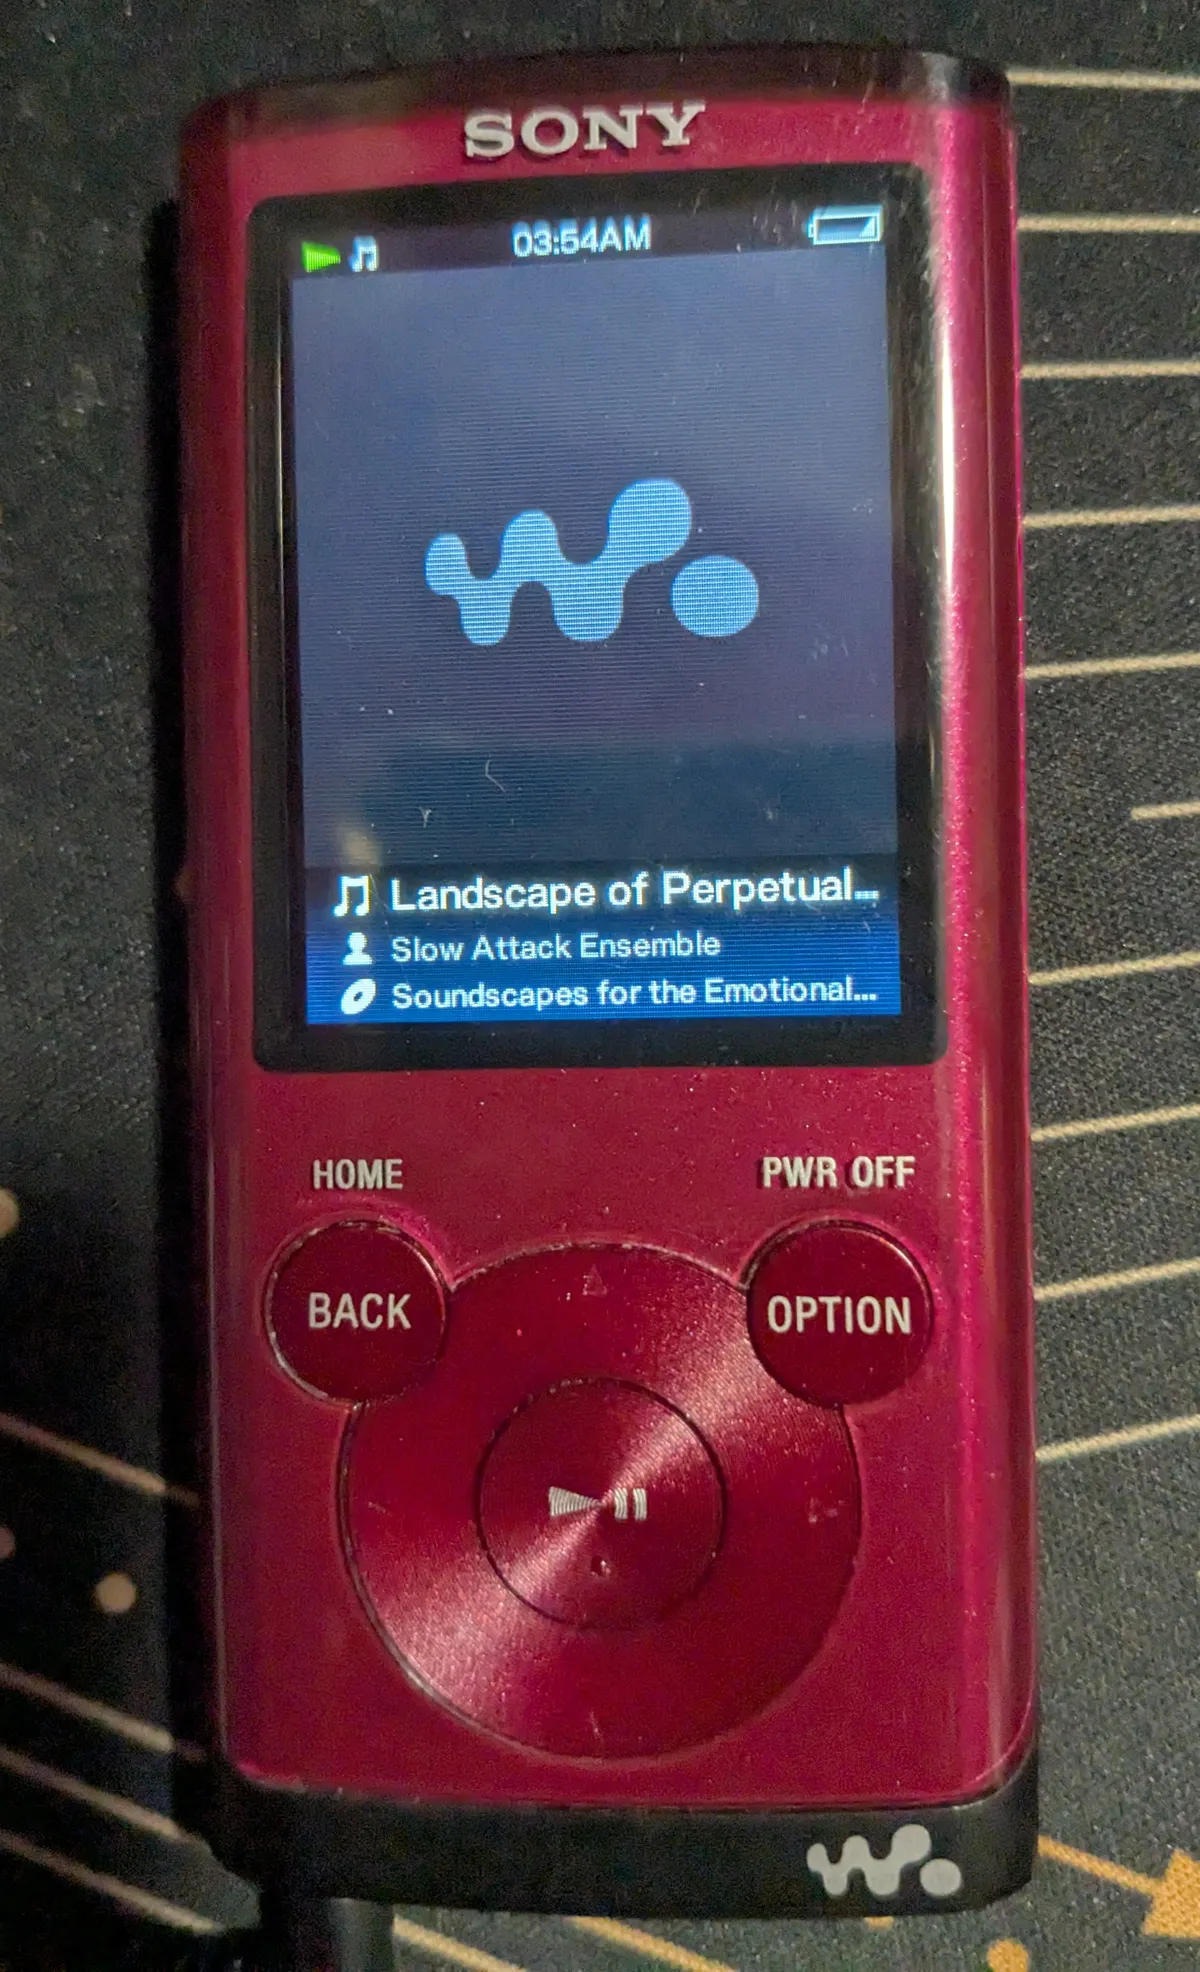 SONY
03:54AM
Landscape of Perpetual...
Slow Attack Ensemble
Soundscapes for the Emotional...
HOME
PWR OFF
BACK
OPTION